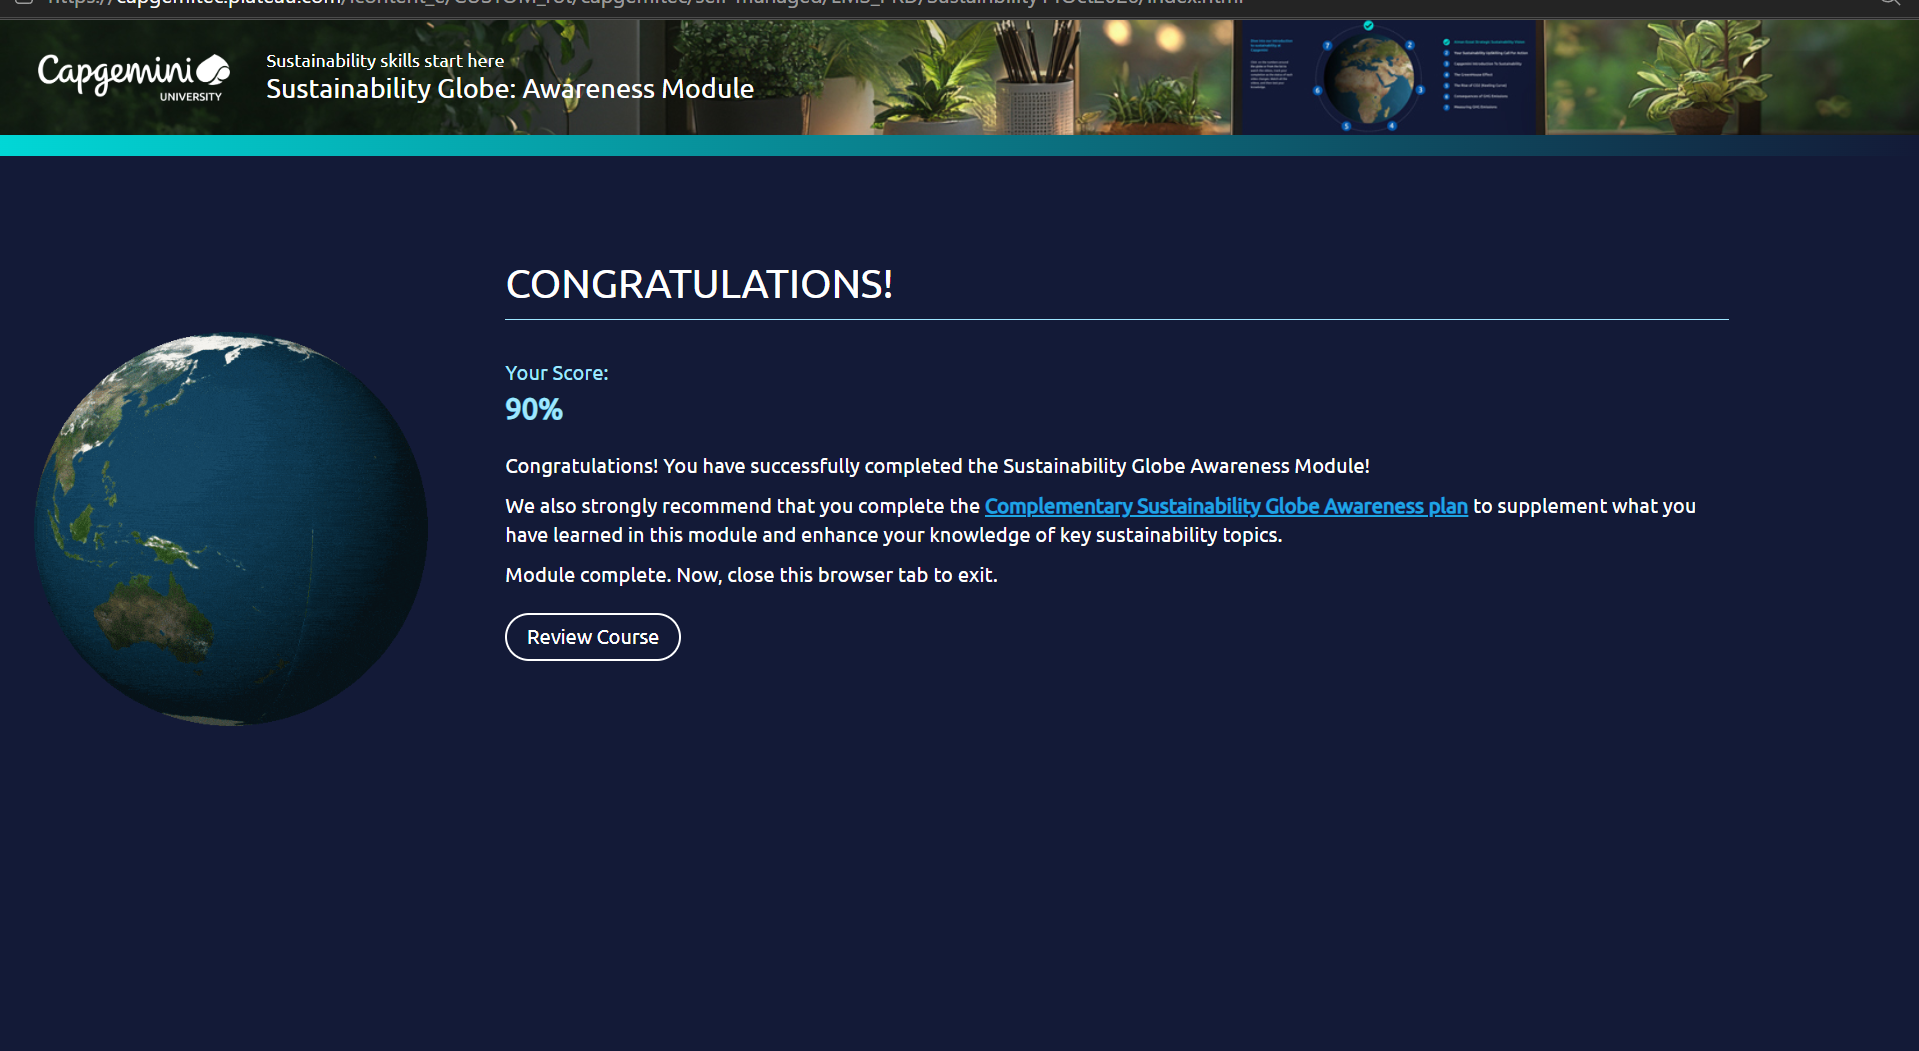 Capgemini
UNIVERSITY
Sustainability skills start here
Sustainability Globe: Awareness Module
CONGRATULATIONS!
Your Score:
90%
Congratulations! You have successfully completed the Sustainability Globe Awareness Module!
We also strongly recommend that you complete the Complementary Sustainability Globe Awareness plan to supplement what you
have learned in this module and enhance your knowledge of key sustainability topics.
Module complete. Now, close this browser tab to exit.
Review Course